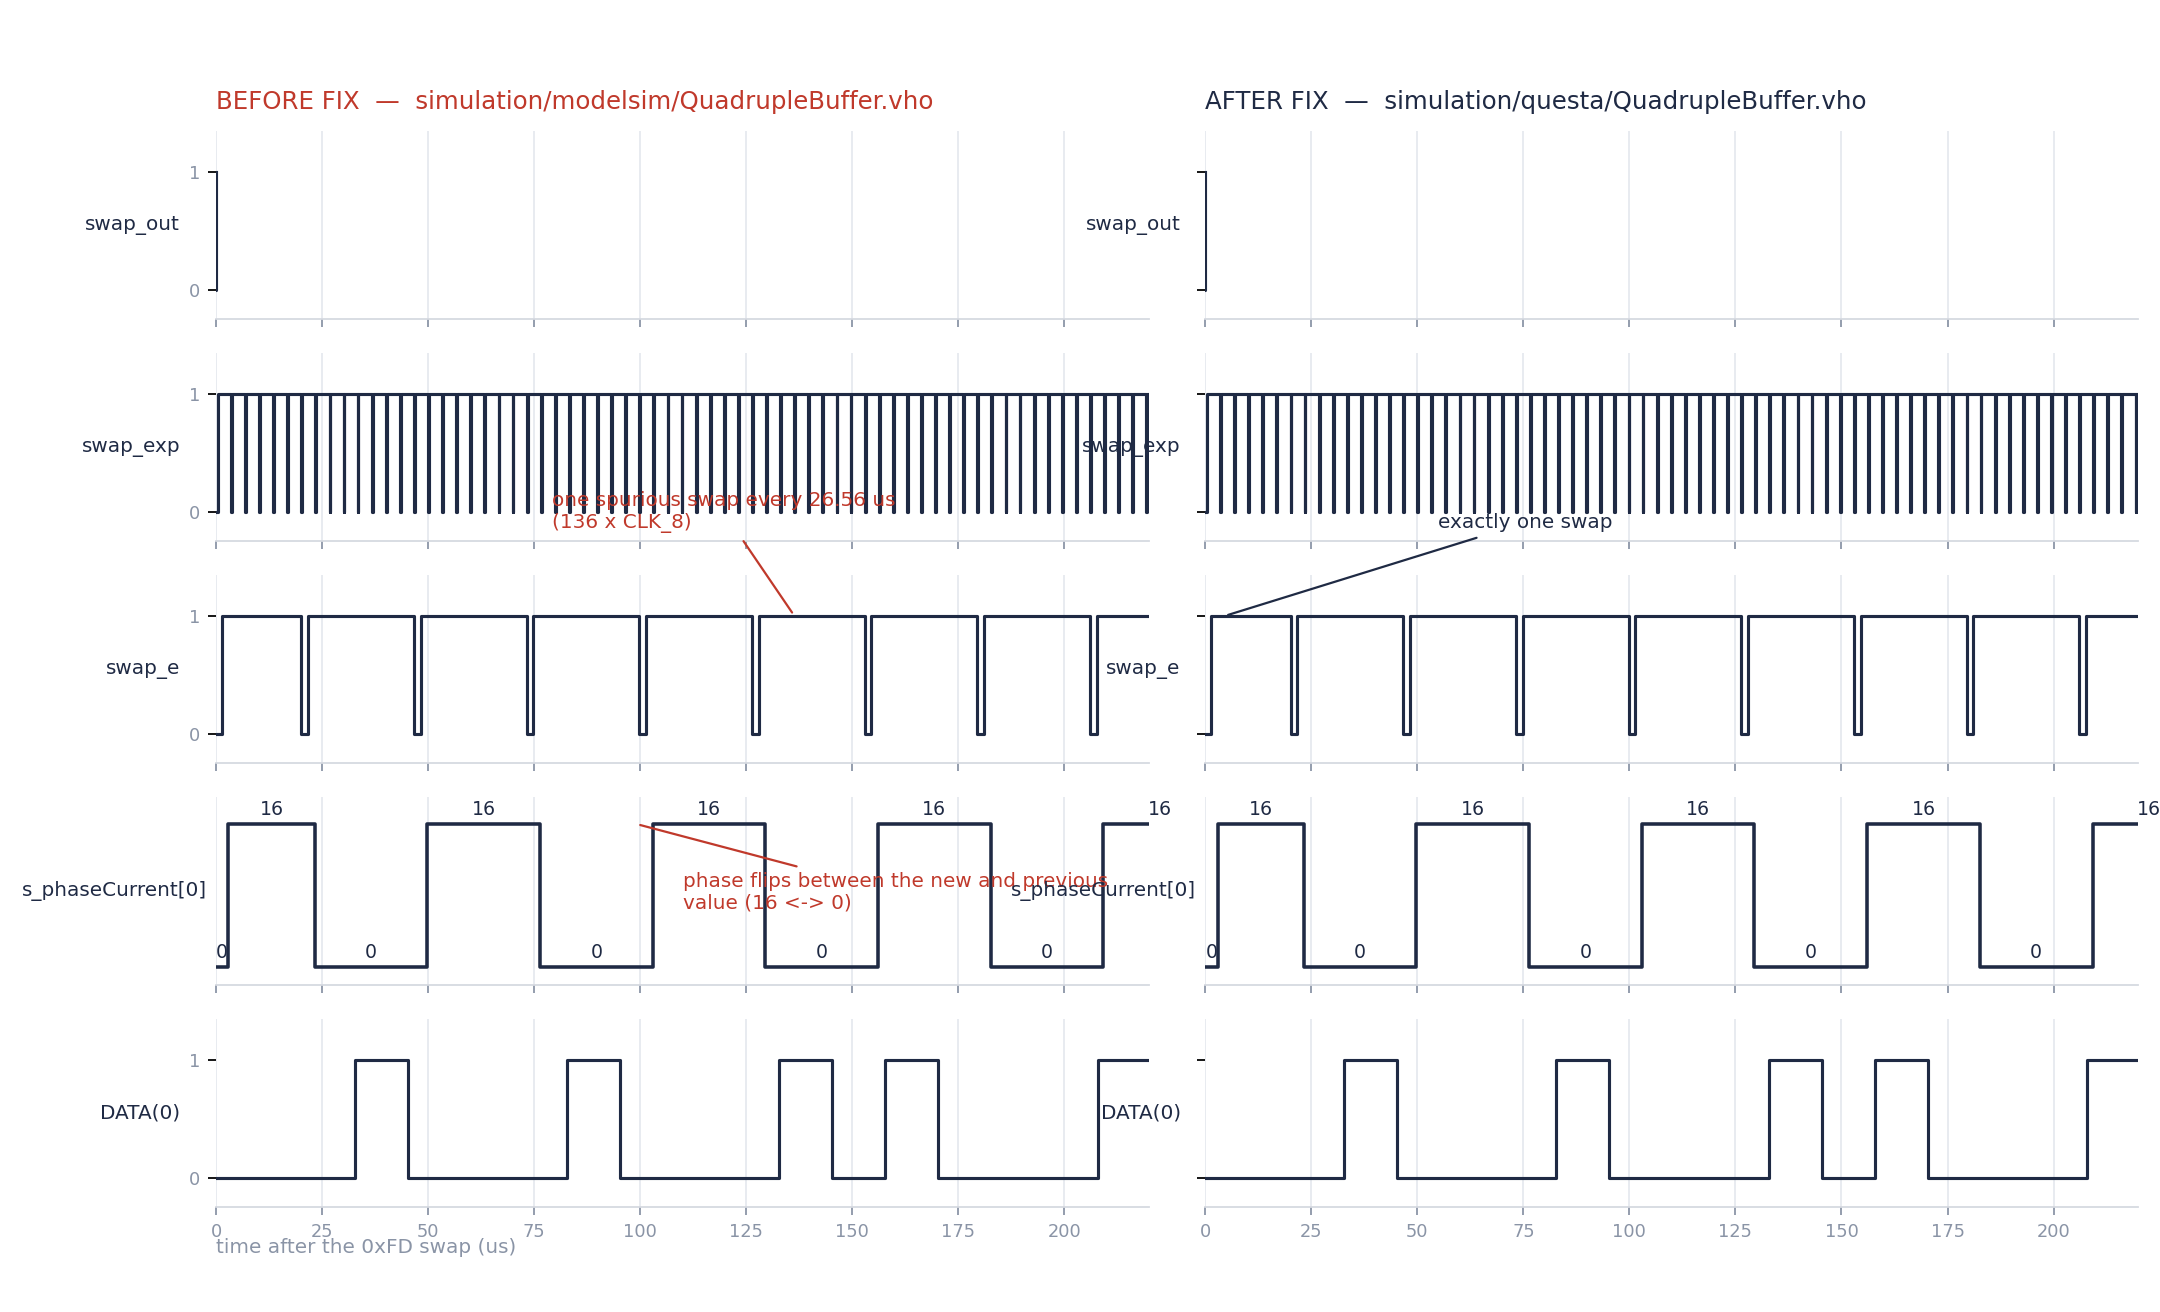 BEFORE FIX — simulation/modelsim/QuadrupleBuffer.vho
AFTER FIX — simulation/questa/QuadrupleBuffer.vho
1
swap_out
0
swap_out
1
swap_exp
0
swap_exp
one spurious swap every 26.56 us
(136 x CLK_8)
exactly one swap
1
swap_e
0
swap_e
16 16 16 16 16
s_phaseCurrent[0]
0 0 0 0 0
phase flips between the new and previous
value (16 <-> 0)
16 16 16 16 16
s_phaseCurrent[0]
0 0 0 0 0
1
DATA(0)
0
DATA(0)
0 25 50 75 100 125 150 175 200
time after the 0xFD swap (us)
0 25 50 75 100 125 150 175 200